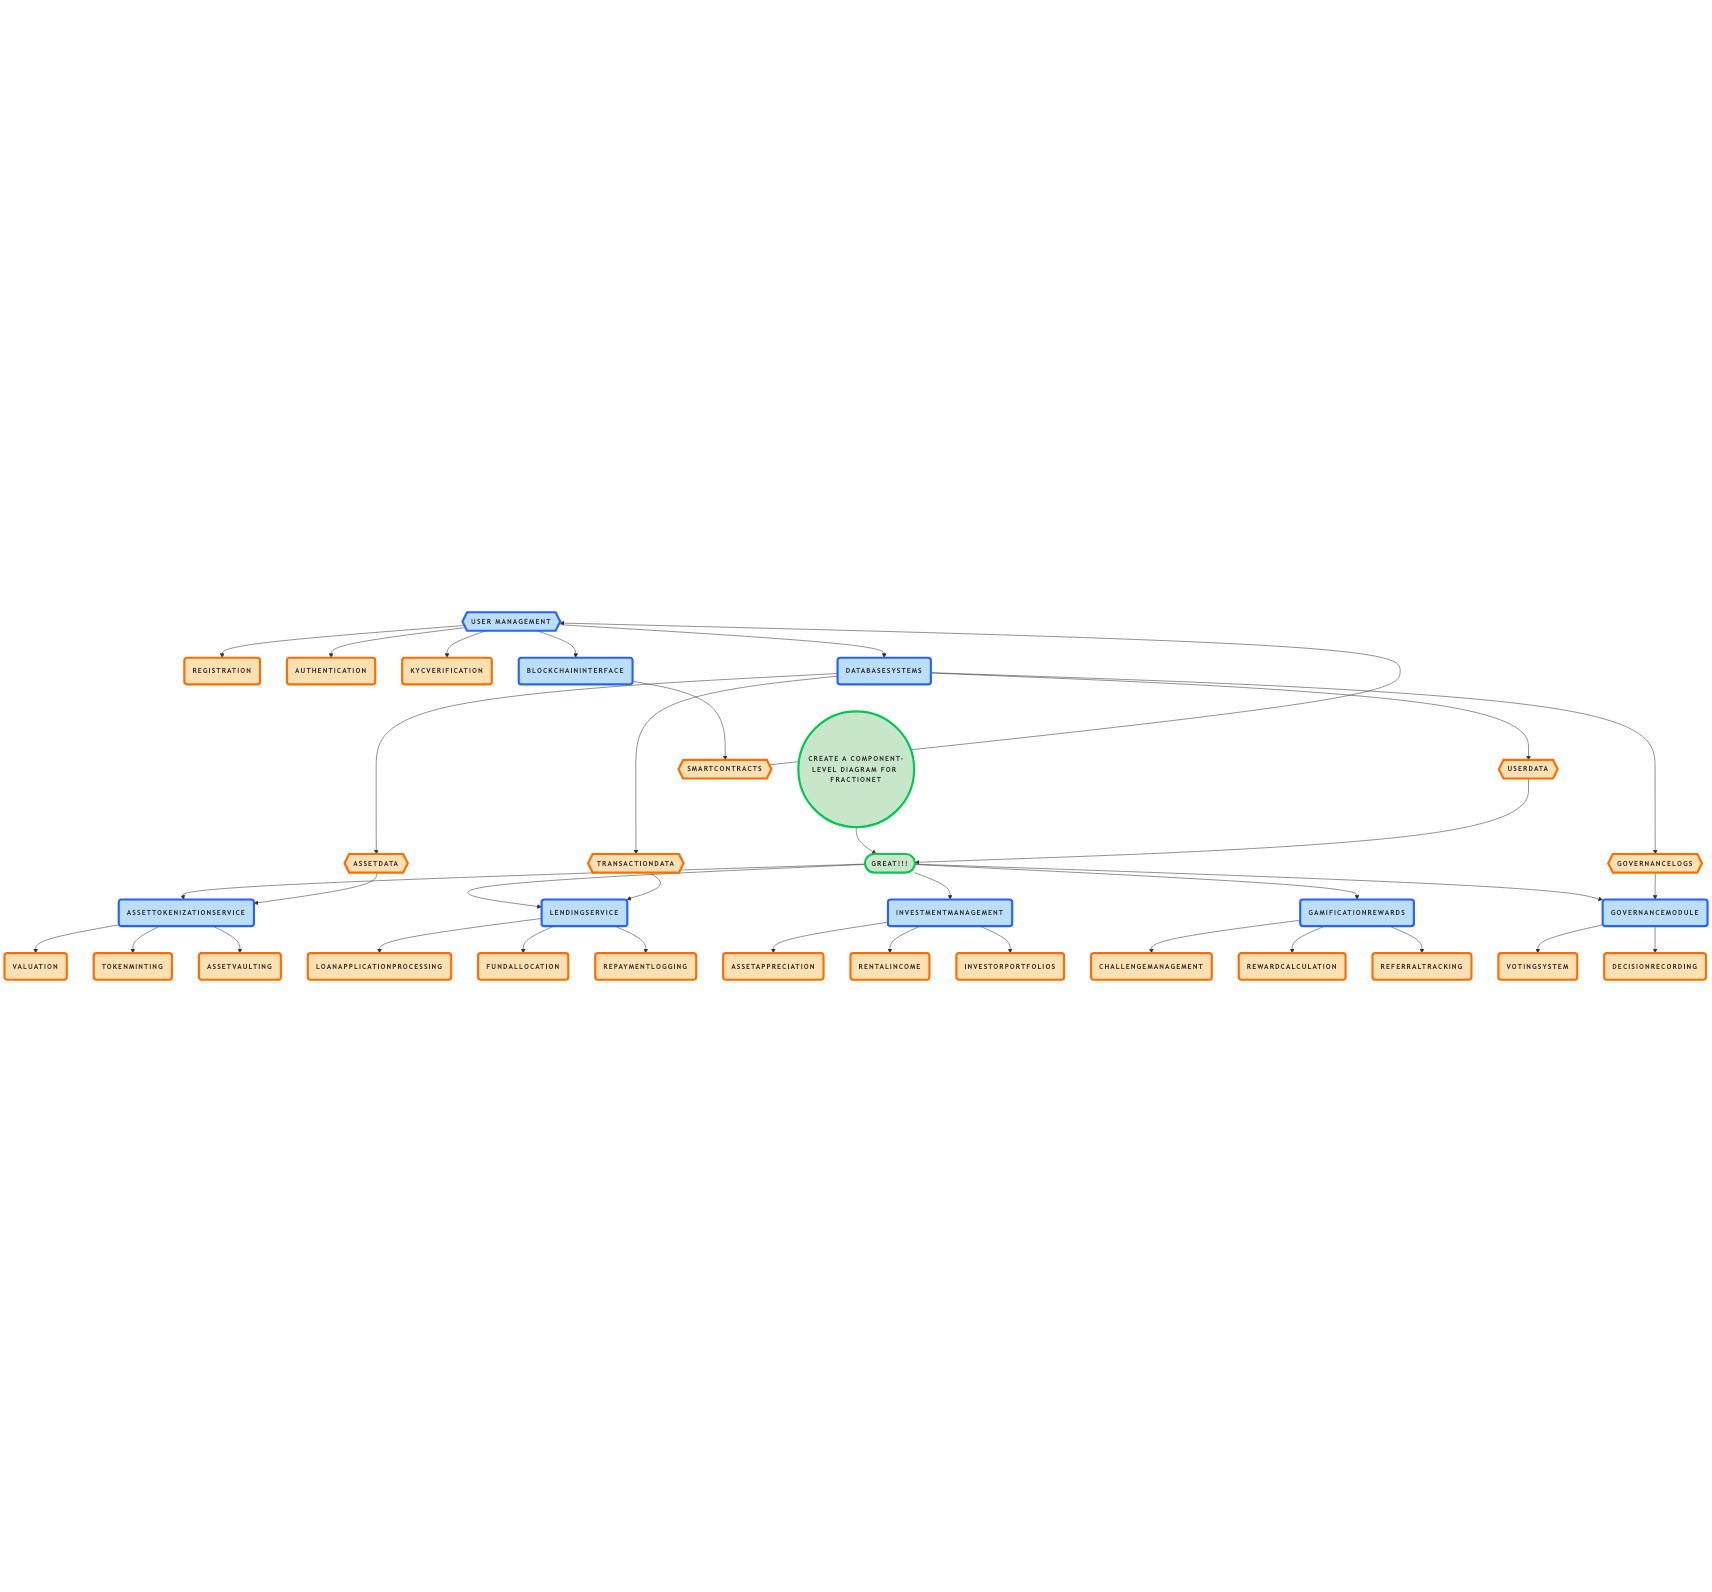 USER MANAGEMENT
REGISTRATION
AUTHENTICATION
KYCVERIFICATION
BLOCKCHAININTERFACE
DATABASESYSTEMS
CREATE A COMPONENT-
LEVEL DIAGRAM FOR
FRACTIONET
SMARTCONTRACTS
USERDATA
ASSETDATA
TRANSACTIONDATA
GREAT!!!
GOVERNANCELOGS
ASSETTOKENIZATIONSERVICE
LENDINGSERVICE
INVESTMENTMANAGEMENT
GAMIFICATIONREWARDS
GOVERNANCEMODULE
VALUATION
TOKENMINTING
ASSETVAULTING
LOANAPPLICATIONPROCESSING
FUNDALLOCATION
REPAYMENTLOGGING
ASSETAPPRECIATION
RENTALINCOME
INVESTORPORTFOLIOS
CHALLENGEMANAGEMENT
REWARDCALCULATION
REFERRALTRACKING
VOTINGSYSTEM
DECISIONRECORDING